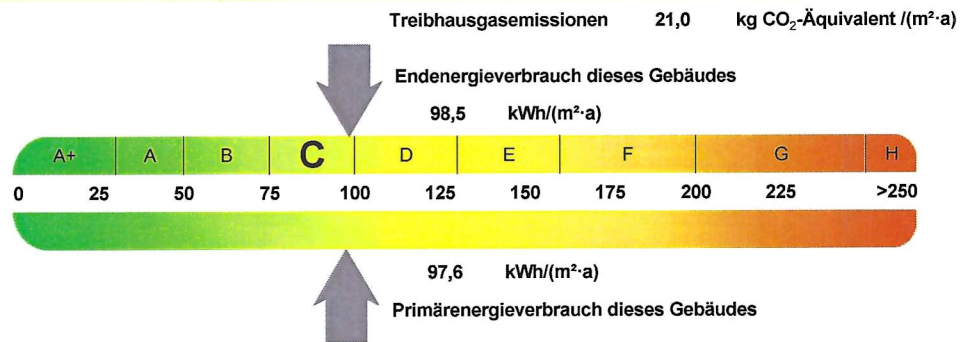 Treibhausgasemissionen 21,0 kg CO₂-Äquivalent /(m²·a)
Endenergieverbrauch dieses Gebäudes
98,5 kWh/(m²·a)
A+ A B C D E F G H
0 25 50 75 100 125 150 175 200 225 >250
97,6 kWh/(m²·a)
Primärenergieverbrauch dieses Gebäudes